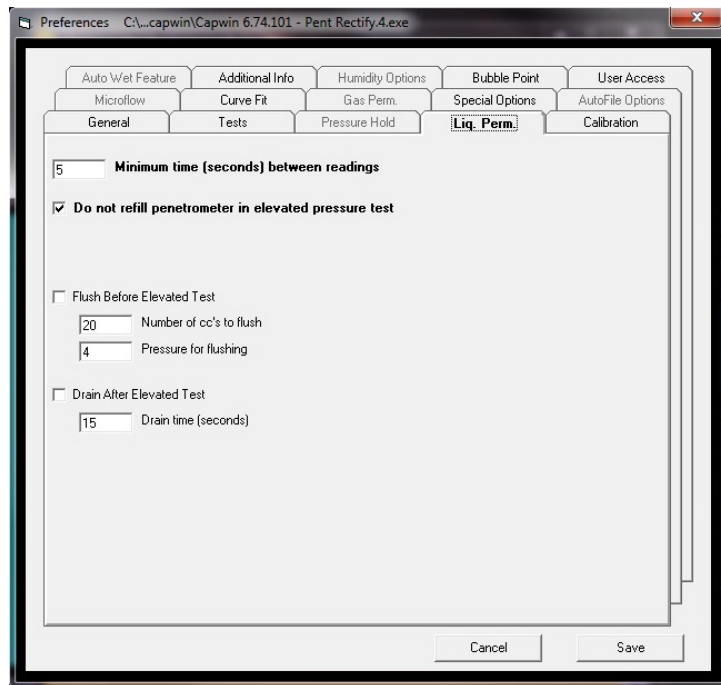 Preferences C:\...capwin\Capwin 6.74.101 - Pent Rectify.4.exe
Auto Wet Feature Additional Info Humidity Options Bubble Point User Access
Microflow Curve Fit Gas Perm. Special Options AutoFile Options
General Tests Pressure Hold Liq. Perm. Calibration
5 Minimum time (seconds) between readings
Do not refill penetrometer in elevated pressure test
Flush Before Elevated Test
20 Number of cc's to flush
4 Pressure for flushing
Drain After Elevated Test
15 Drain time (seconds)
Cancel Save